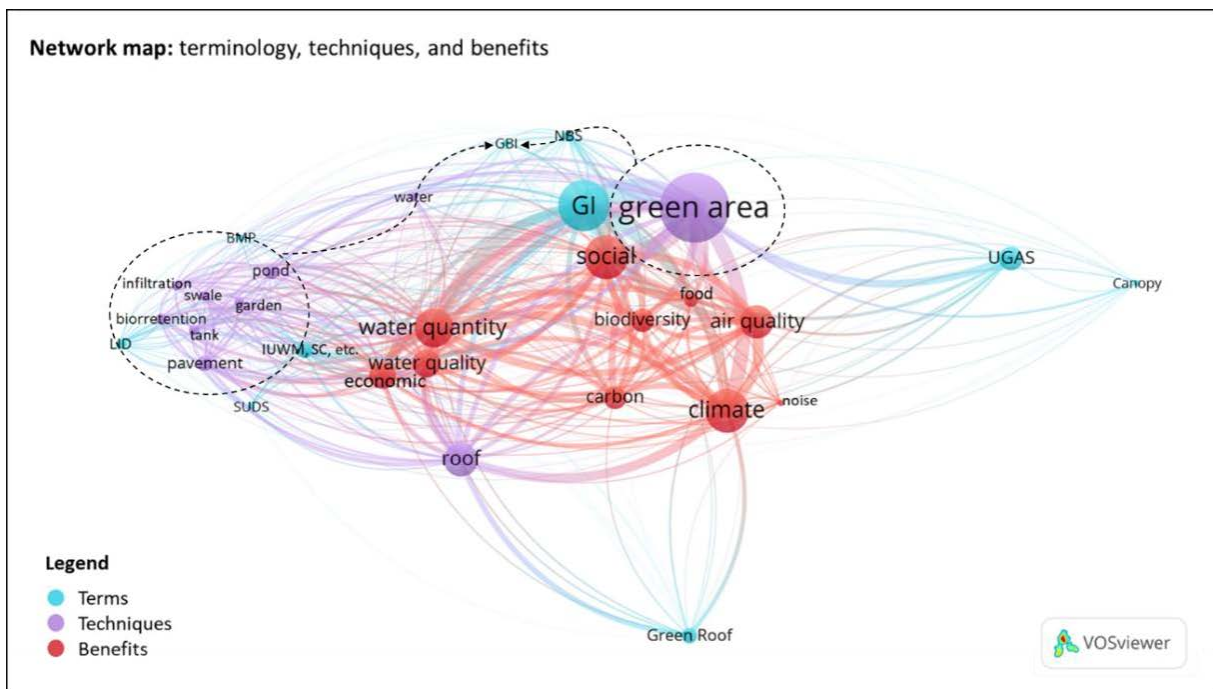 Network map: terminology, techniques, and benefits
GBI
NBS
water
GI
green area
BMP
social
UGAS
pond
infiltration
Canopy
swale
food
garden
biorretention
biodiversity
air quality
water quantity
tank
LID
IUWM, SC, etc.
pavement
water quality
economic
carbon
noise
SUDS
climate
roof
Legend
Terms
Techniques
Benefits
Green Roof
VOSviewer